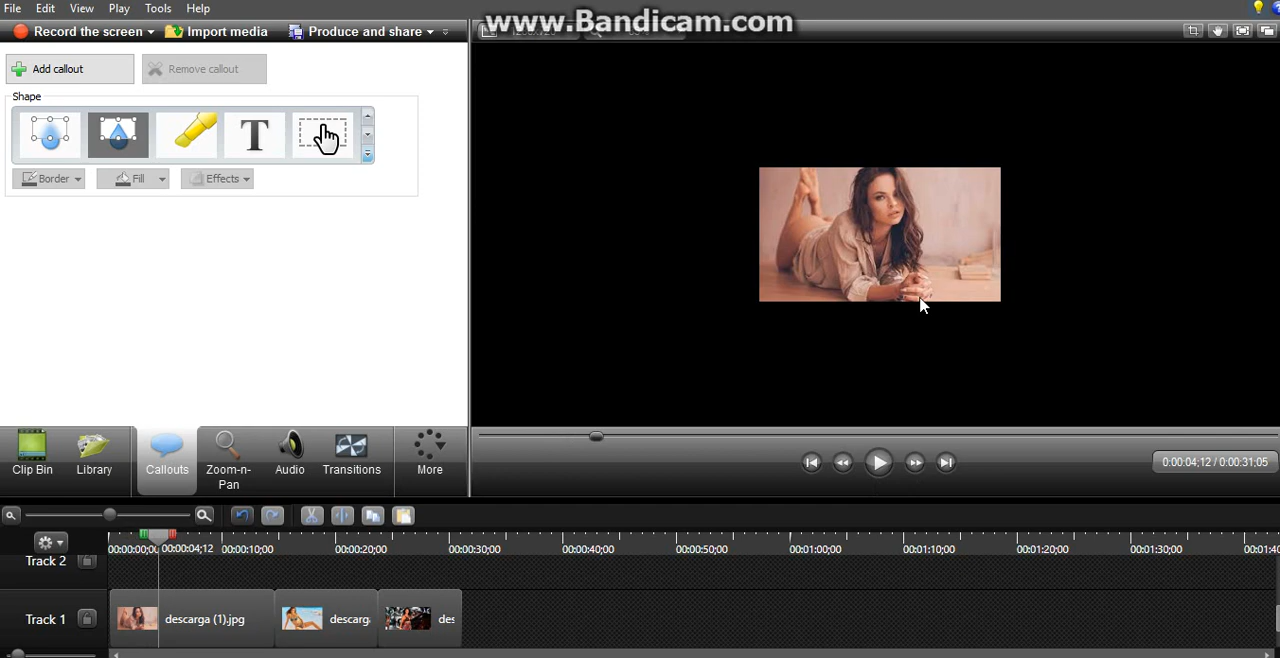 www.Bandicam.com
File Edit View Play Tools Help
Record the screen Import media Produce and share
Add callout Remove callout
Shape
T
Border Fill Effects
Clip Bin Library Callouts Zoom-n-Pan Audio Transitions More
0:00:04;12 / 0:00:31;05
00:00:00;00 00:00:04;12 00:00:10;00 00:00:20;00 00:00:30;00 00:00:40;00 00:00:50;00 00:01:00;00 00:01:10;00 00:01:20;00 00:01:30;00 00:01:40
Track 2
Track 1 descarga (1).jpg descarg des